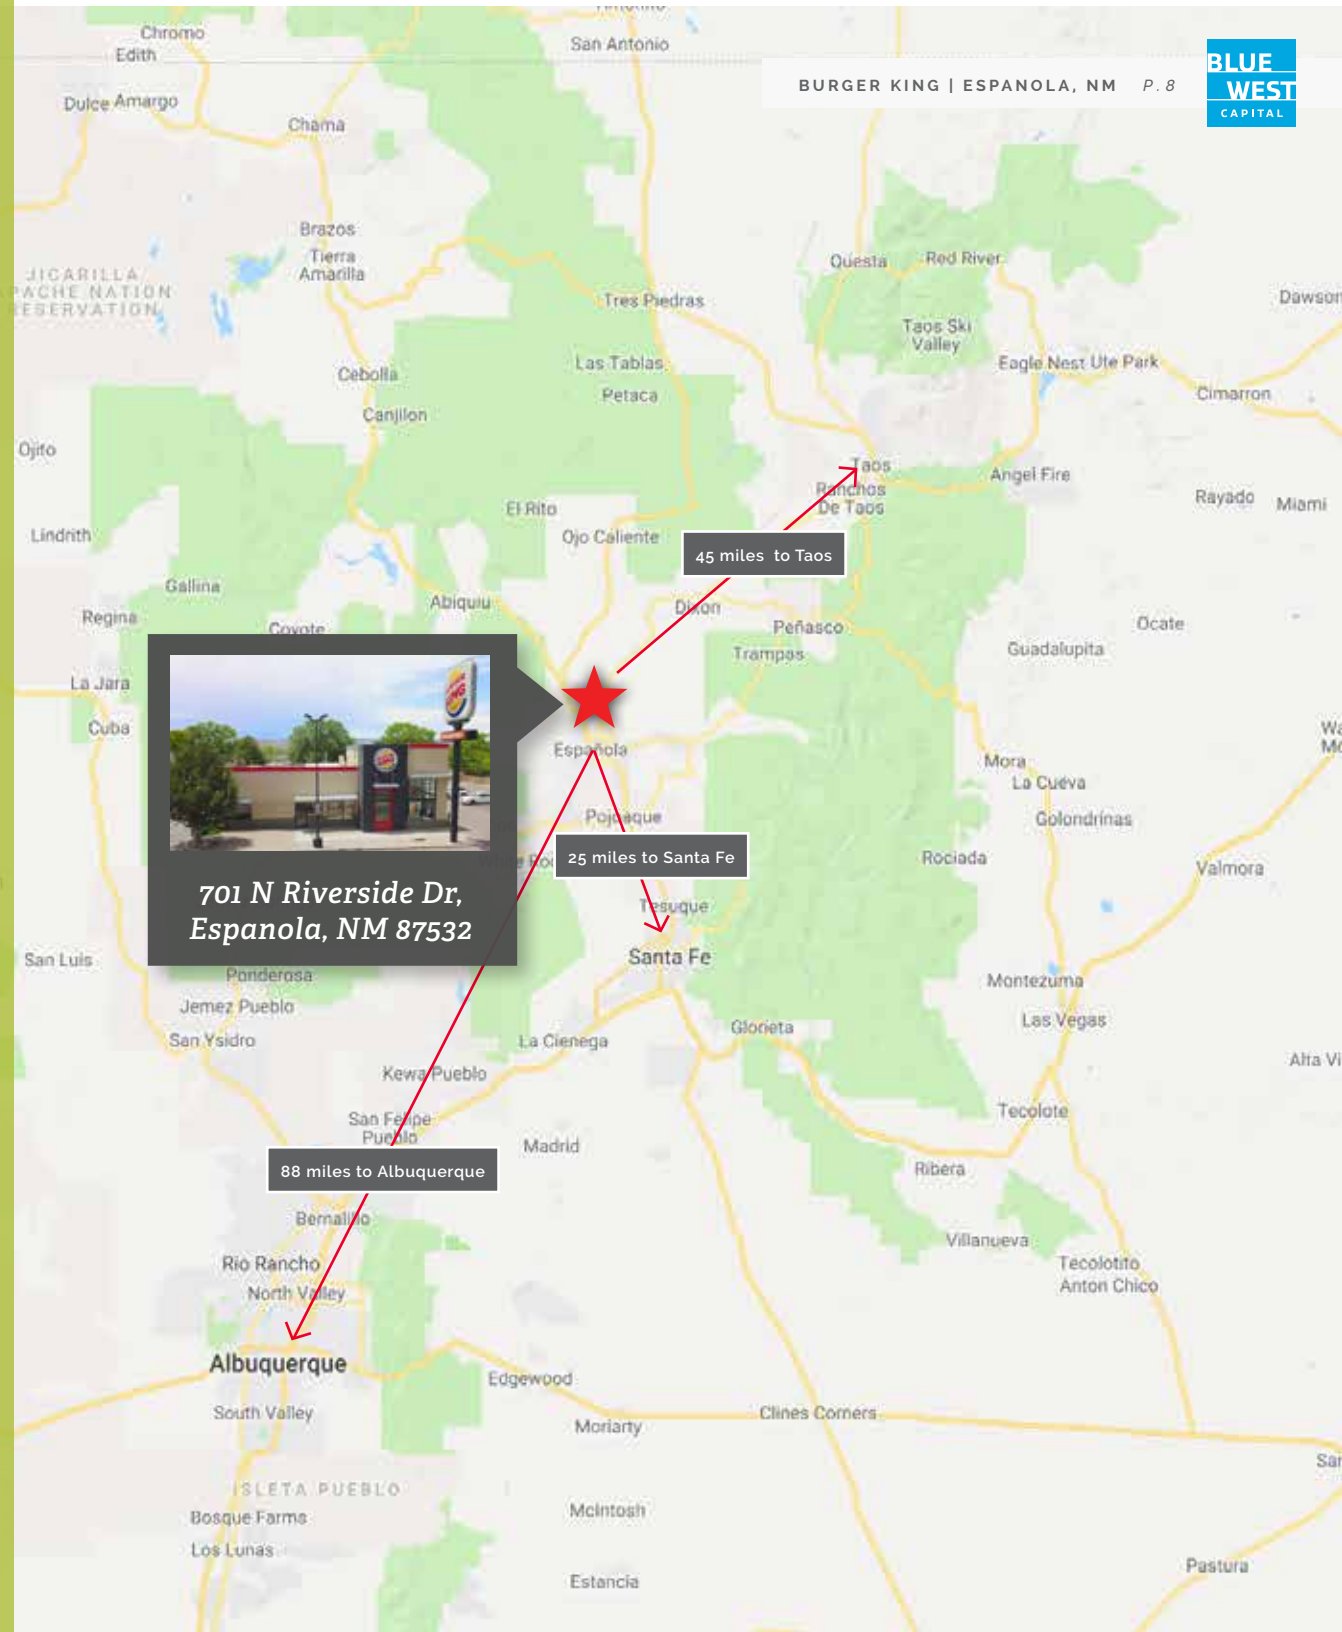 Chromo
Edith
San Antonio
BURGER KING | ESPANOLA, NM P. 8
BLUE
WEST
CAPITAL
Dulce Amargo
Chama
Brazos
Tierra
Amarilla
JICARILLA
PACHE NATION
RESERVATION
Questa
Red River
Tres Piedras
Dawson
Taos Ski
Valley
Las Tablas
Eagle Nest Ute Park
Cebolla
Petaca
Cimarron
Canjilon
Ojito
Taos
Angel Fire
Ranchos
De Taos
Rayado
Miami
El Rito
Lindrith
Ojo Caliente
45 miles to Taos
Gallina
Abiquiu
Dixon
Regina
Coyote
Peñasco
Ocate
Trampas
Guadalupita
La Jara
Cuba
Española
KING
Mora
La Cueva
Pojoaque
Golondrinas
25 miles to Santa Fe
Rociada
Valmora
701 N Riverside Dr,
Espanola, NM 87532
Tesuque
San Luis
Santa Fe
Ponderosa
Montezuma
Jemez Pueblo
Las Vegas
San Ysidro
Glorieta
La Cienega
Alta Vi
Kewa Pueblo
San Felipe
Pueblo
Tecolote
Madrid
88 miles to Albuquerque
Ribera
Bernalillo
Villanueva
Rio Rancho
Tecolotito
North Valley
Anton Chico
Albuquerque
Edgewood
South Valley
Moriarty
Clines Corners
San
ISLETA PUEBLO
Bosque Farms
McIntosh
Los Lunas
Pastura
Estancia